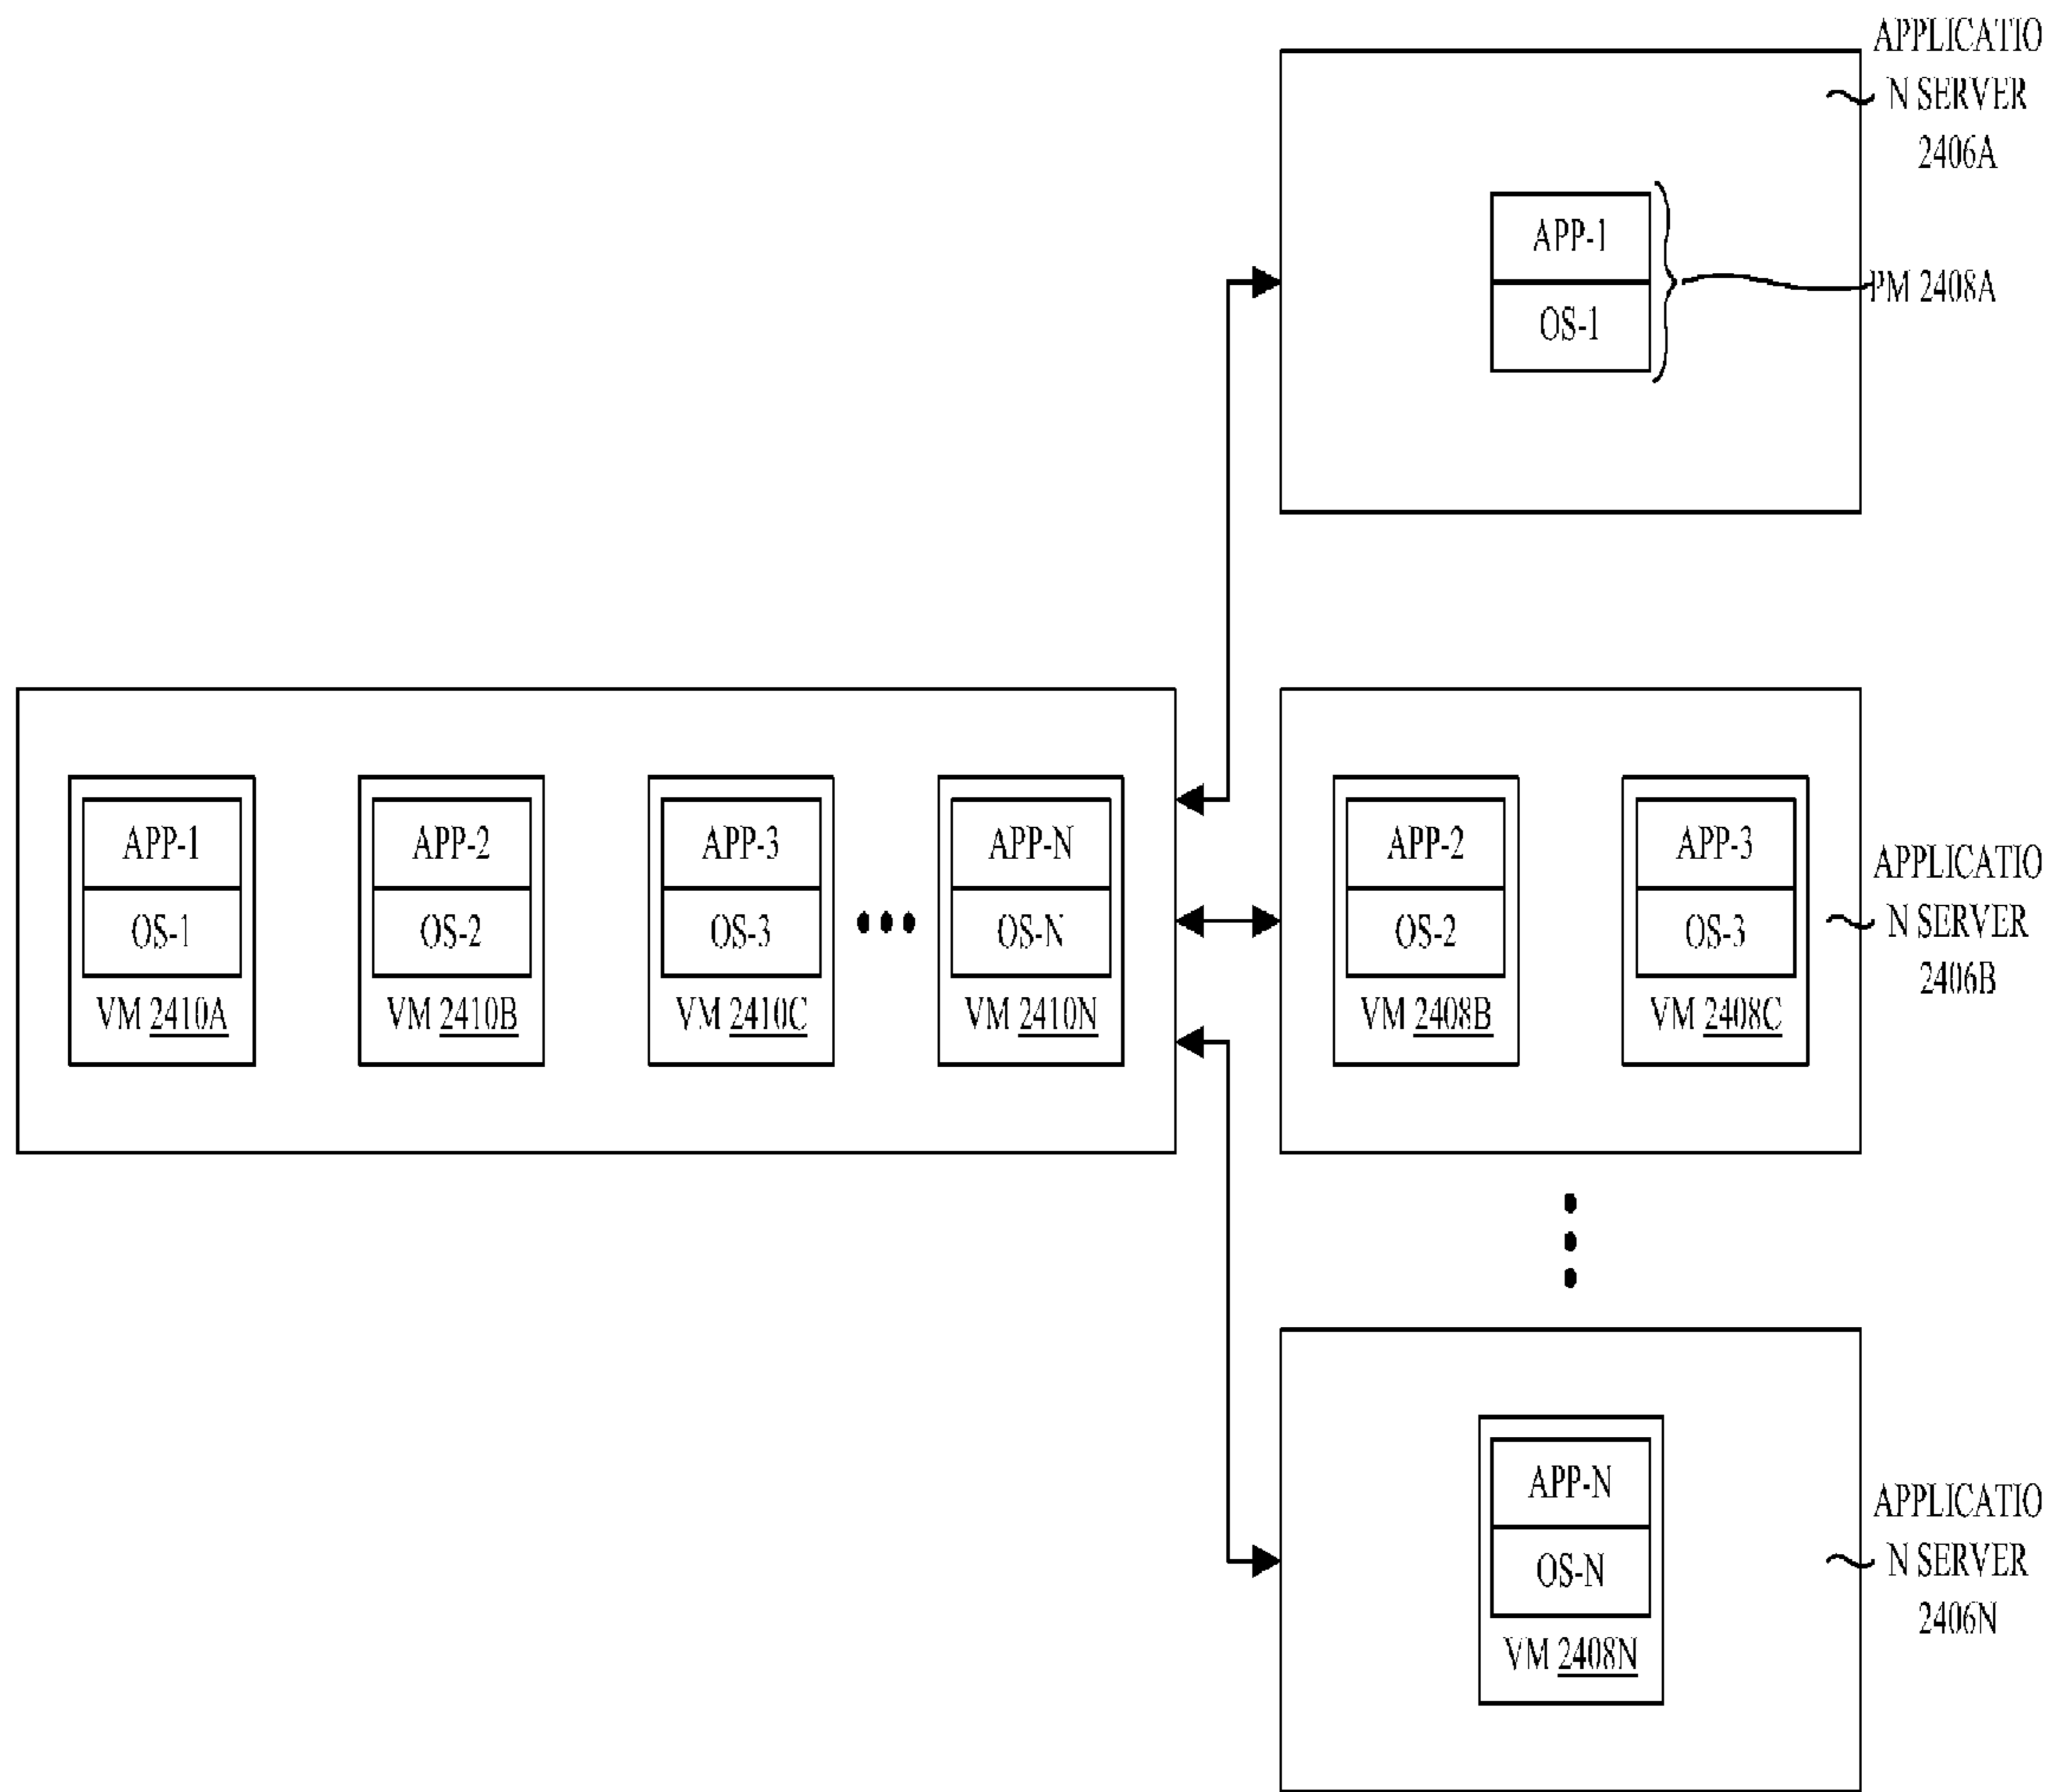 APPLICATIO
N SERVER
2406A
APP-1
OS-1
PM 2408A
APP-1
OS-1
VM 2410A
APP-2
OS-2
VM 2410B
APP-3
OS-3
VM 2410C
APP-N
OS-N
VM 2410N
APP-2
OS-2
VM 2408B
APP-3
OS-3
VM 2408C
APPLICATIO
N SERVER
2406B
APP-N
OS-N
VM 2408N
APPLICATIO
N SERVER
2406N